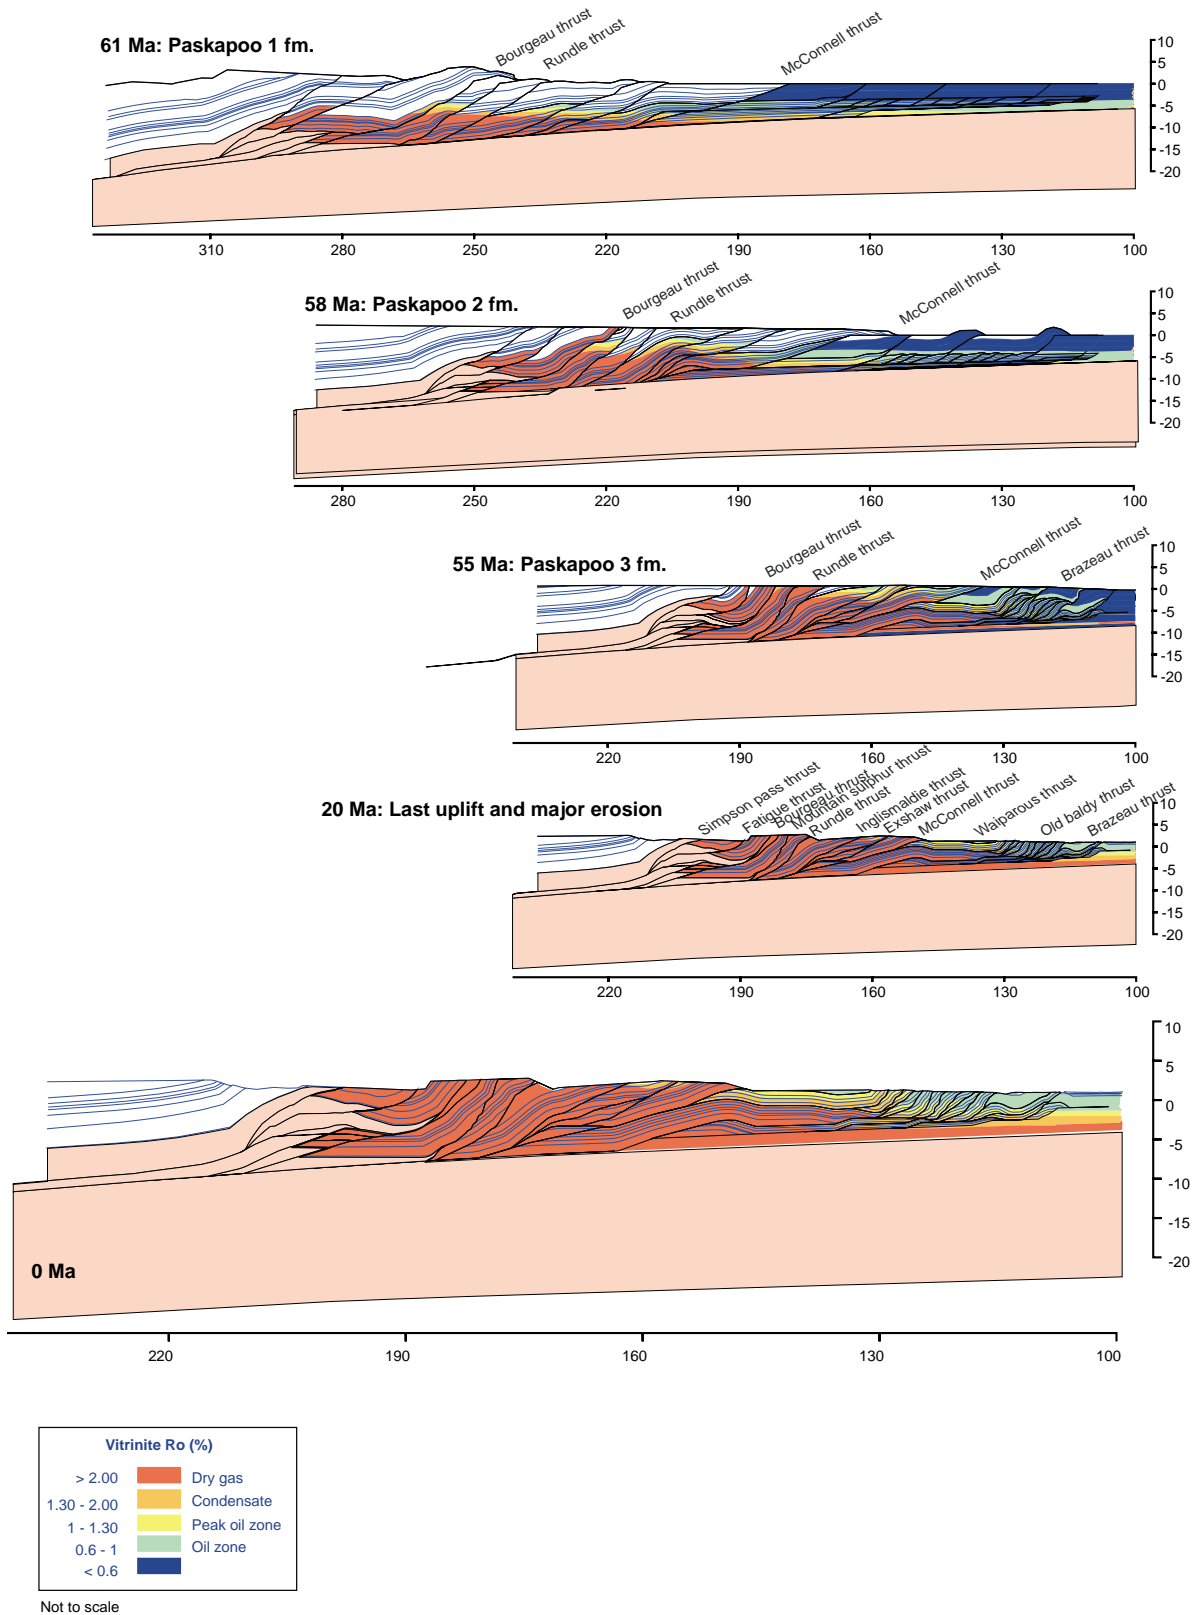 61 Ma: Paskapoo 1 fm.
Bourgeau thrust
Rundle thrust
McConnell thrust
10
5
0
-5
-10
-15
-20
310 280 250 220 190 160 130 100
58 Ma: Paskapoo 2 fm.
Bourgeau thrust
Rundle thrust
McConnell thrust
10
5
0
-5
-10
-15
-20
280 250 220 190 160 130 100
55 Ma: Paskapoo 3 fm.
Bourgeau thrust
Rundle thrust
McConnell thrust
Brazeau thrust
10
5
0
-5
-10
-15
-20
220 190 160 130 100
20 Ma: Last uplift and major erosion
Simpson pass thrust
Fatigue thrust
Bourgeau thrust
Mountain sulphur thrust
Rundle thrust
Inglismaldie thrust
Exshaw thrust
McConnell thrust
Waiparous thrust
Old baldy thrust
Brazeau thrust
10
5
0
-5
-10
-15
-20
220 190 160 130 100
10
5
0
-5
-10
-15
-20
0 Ma
220 190 160 130 100
Vitrinite Ro (%)
> 2.00 Dry gas
1.30 - 2.00 Condensate
1 - 1.30 Peak oil zone
0.6 - 1 Oil zone
< 0.6
Not to scale